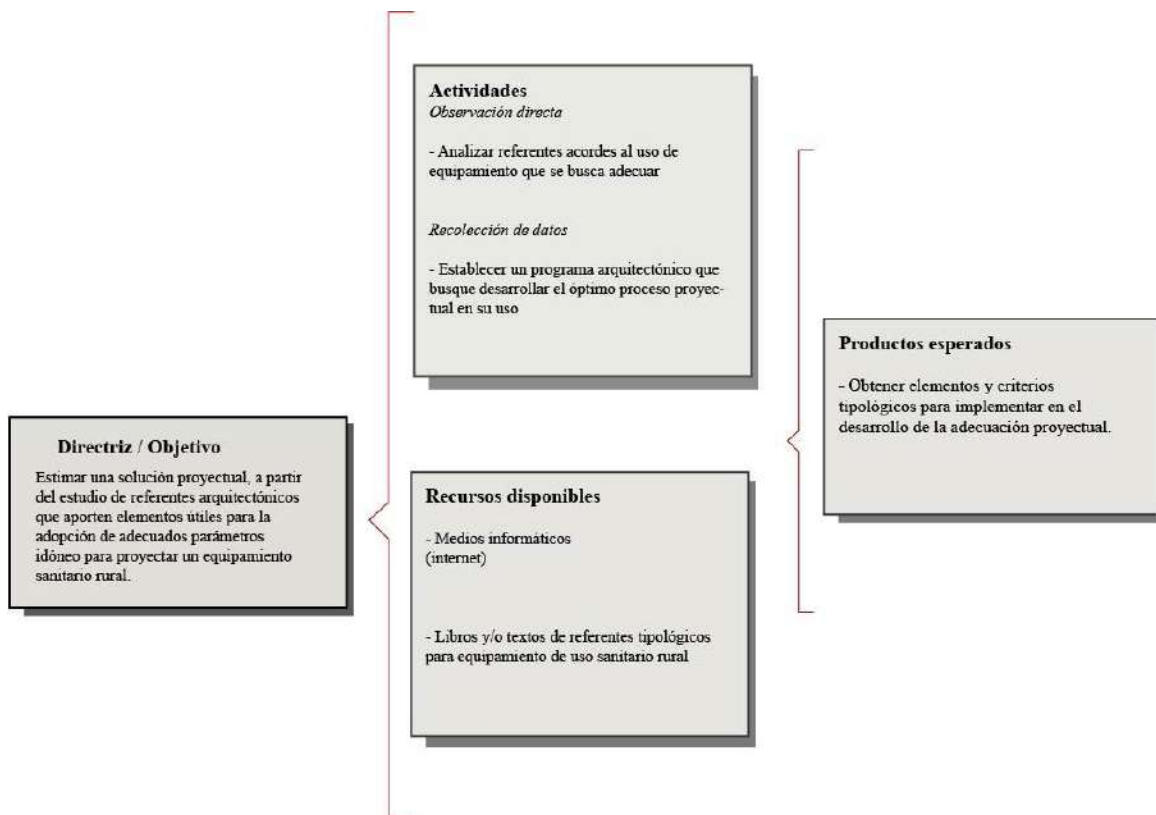 Directriz / Objetivo
Estimar una solución proyectual, a partir
del estudio de referentes arquitectónicos
que aporten elementos útiles para la
adopción de adecuados parámetros
idóneo para proyectar un equipamiento
sanitario rural.
Actividades
Observación directa
- Analizar referentes acordes al uso de
equipamiento que se busca adecuar
Recolección de datos
- Establecer un programa arquitectónico que
busque desarrollar el óptimo proceso proyec-
tual en su uso
Recursos disponibles
- Medios informáticos
(internet)
- Libros y/o textos de referentes tipológicos
para equipamiento de uso sanitario rural
Productos esperados
- Obtener elementos y criterios
tipológicos para implementar en el
desarrollo de la adecuación proyectual.